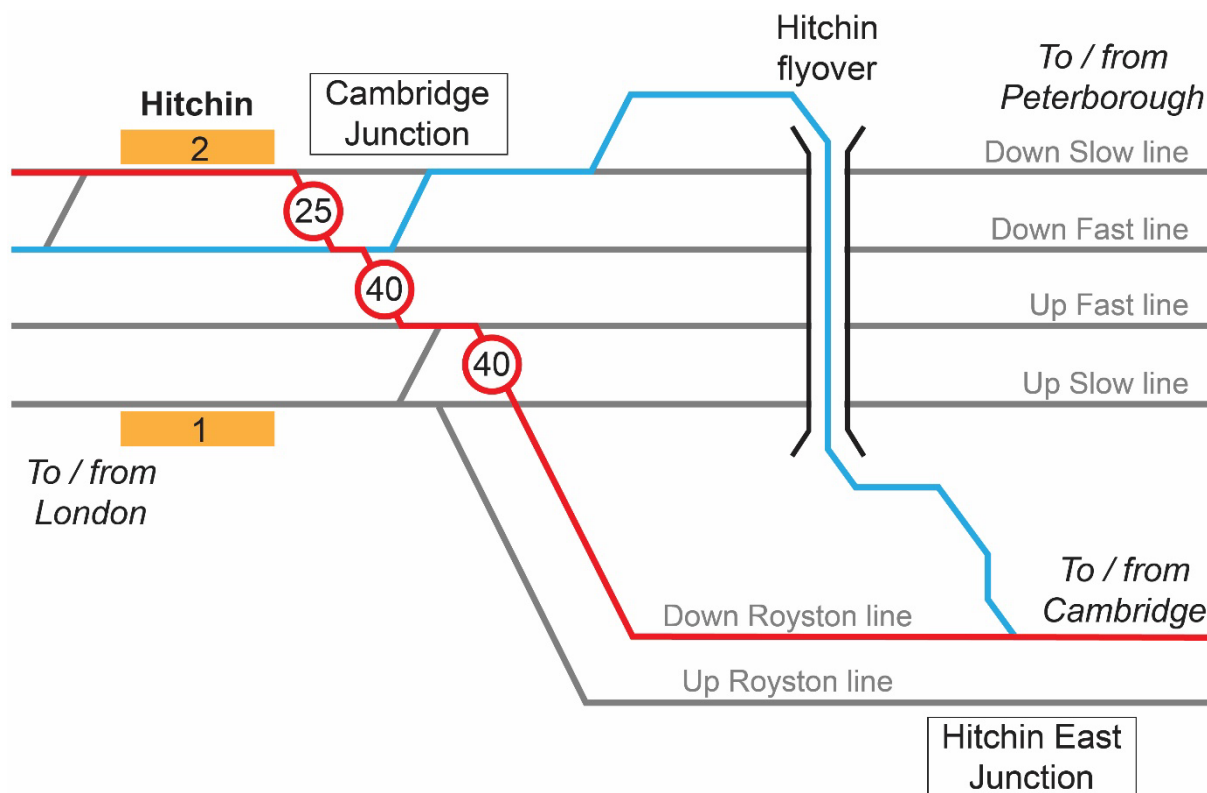 Hitchin
flyover
To / from
Peterborough
Hitchin
Cambridge
Junction
2
Down Slow line
25
Down Fast line
40
Up Fast line
40
Up Slow line
1
To / from
London
To / from
Cambridge
Down Royston line
Up Royston line
Hitchin East
Junction